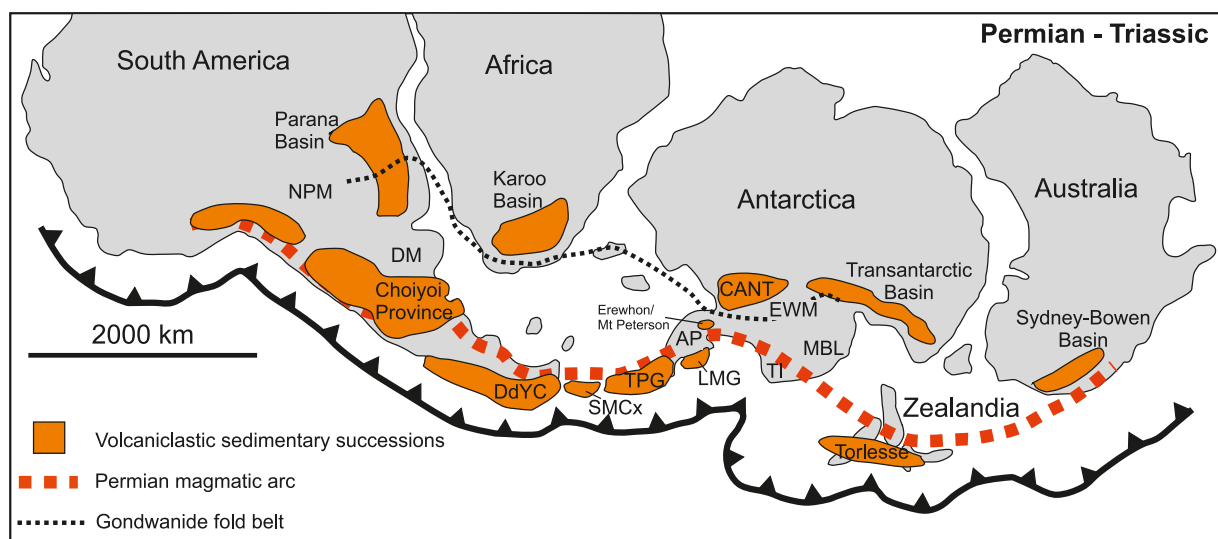 Permian - Triassic
South America
Africa
Parana
Basin
NPM
Karoo
Basin
Antarctica
Australia
DM
Choiyoi
Province
CANT
EWM
Transantarctic
Basin
Erewhon/
Mt Peterson
AP
MBL
TI
Sydney-Bowen
Basin
2000 km
DdYC
SMCx
TPG
LMG
Zealandia
Torlesse
Volcaniclastic sedimentary successions
Permian magmatic arc
Gondwanide fold belt